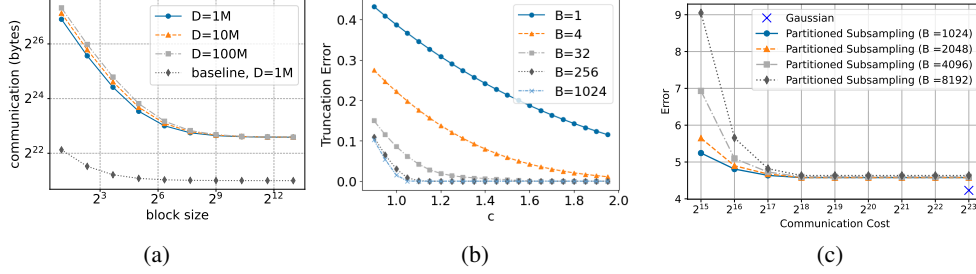 communication (bytes)
2^26
2^24
2^22
2^3
2^6
2^9
2^12
block size
D=1M
D=10M
D=100M
baseline, D=1M
(a)
Truncation Error
0.4
0.3
0.2
0.1
0.0
1.0
1.2
1.4
1.6
1.8
2.0
c
B=1
B=4
B=32
B=256
B=1024
(b)
Error
9
8
7
6
5
4
2^15
2^16
2^17
2^18
2^19
2^20
2^21
2^22
2^23
Communication Cost
Gaussian
Partitioned Subsampling (B =1024)
Partitioned Subsampling (B =2048)
Partitioned Subsampling (B =4096)
Partitioned Subsampling (B =8192)
(c)